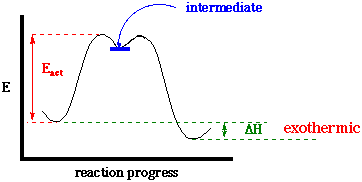 intermediate
Eact
E
ΔH
exothermic
reaction progress